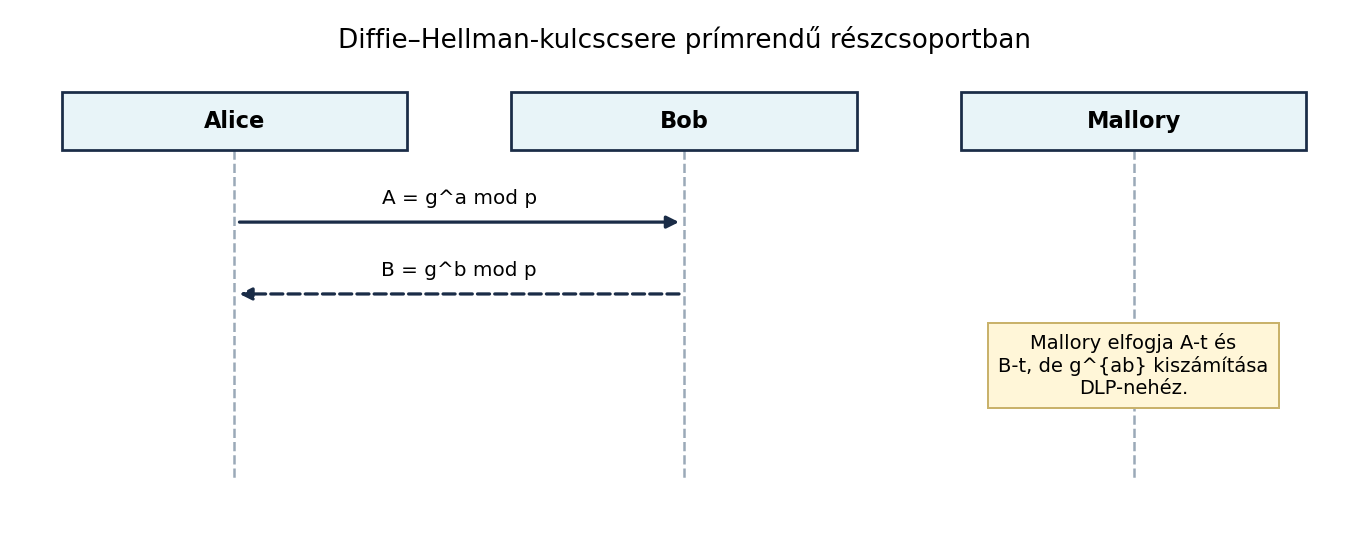 Diffie–Hellman-kulcscsere prímrendű részcsoportban
Alice
Bob
Mallory
A = g^a mod p
B = g^b mod p
Mallory elfogja A-t és
B-t, de g^{ab} kiszámítása
DLP-nehéz.